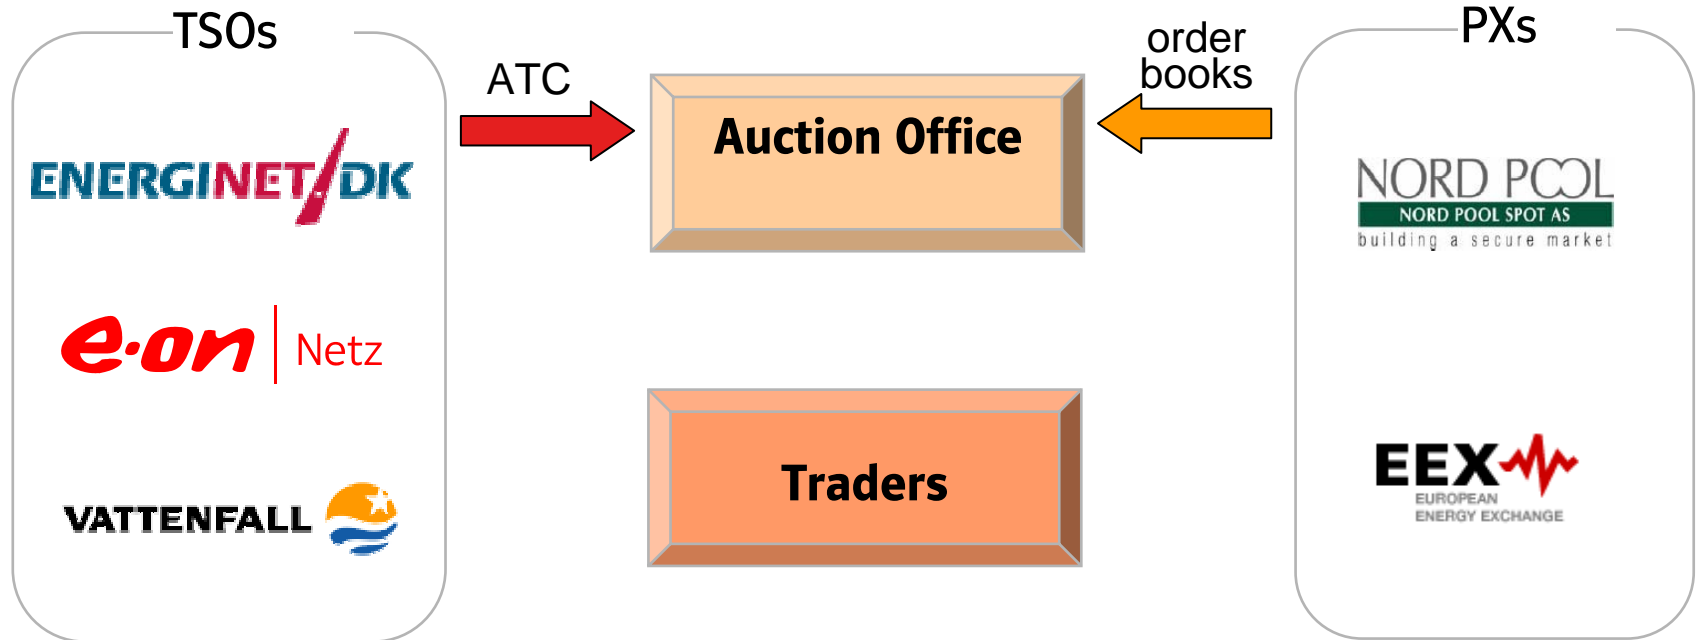 TSOs
ENERGINET/DK
e·on | Netz
VATTENFALL
ATC
Auction Office
Traders
order
books
PXs
NORD POOL
NORD POOL SPOT AS
building a secure market
EEX
EUROPEAN
ENERGY EXCHANGE